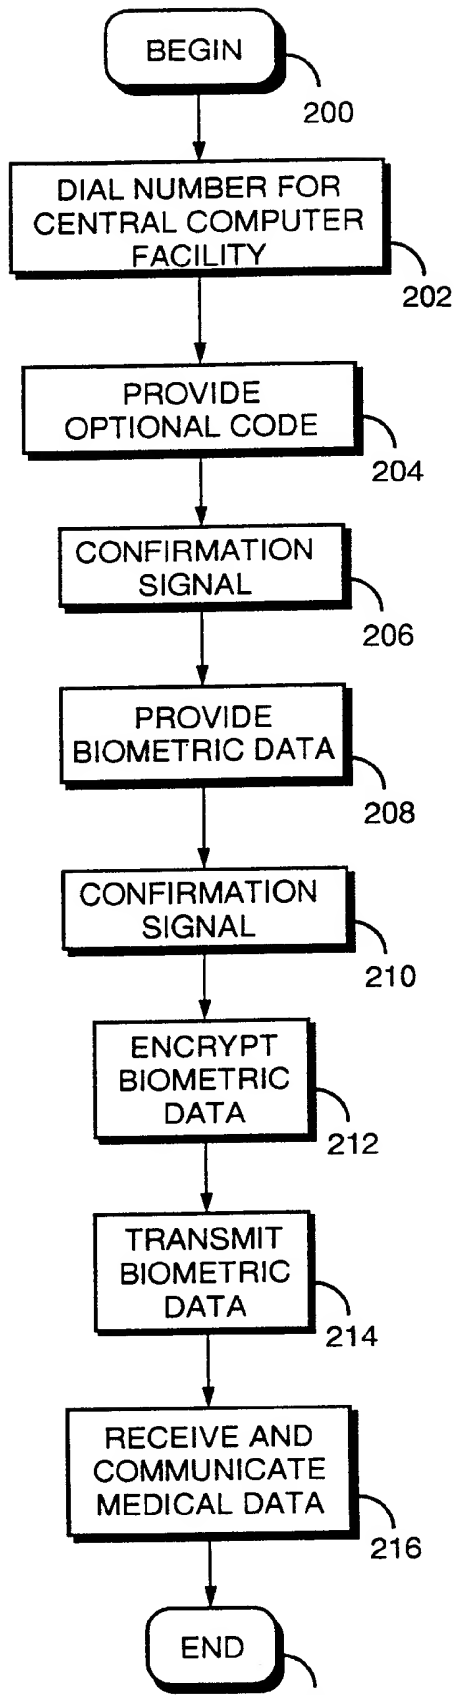 BEGIN
200
DIAL NUMBER FOR
CENTRAL COMPUTER
FACILITY
202
PROVIDE
OPTIONAL CODE
204
CONFIRMATION
SIGNAL
206
PROVIDE
BIOMETRIC DATA
208
CONFIRMATION
SIGNAL
210
ENCRYPT
BIOMETRIC
DATA
212
TRANSMIT
BIOMETRIC
DATA
214
RECEIVE AND
COMMUNICATE
MEDICAL DATA
216
END